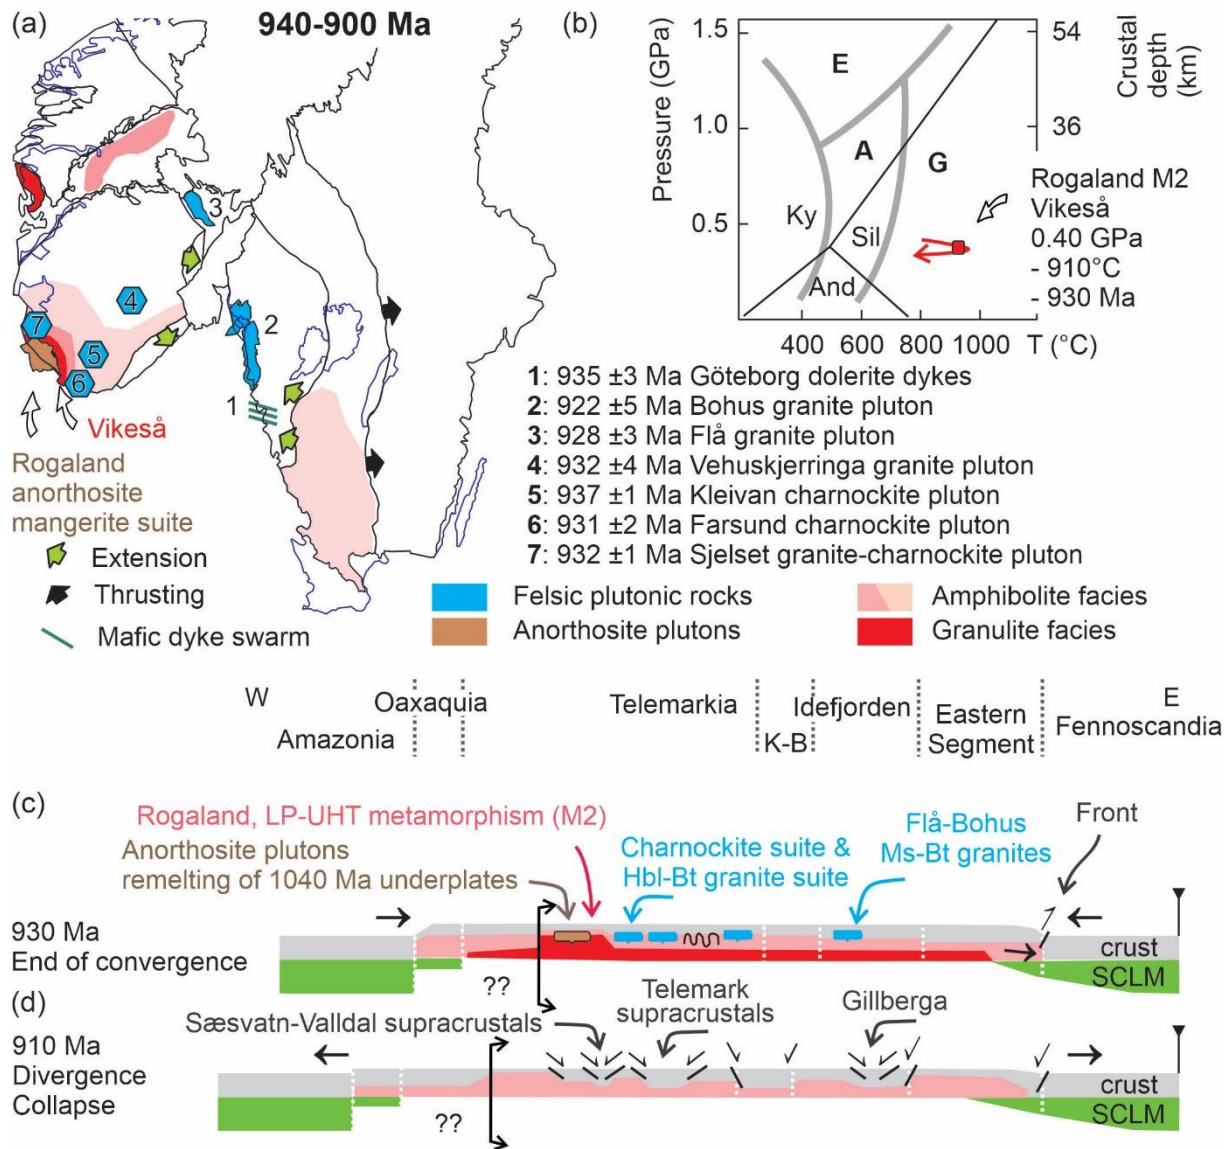 (a)
940-900 Ma
3
4
7
5
6
2
1
Vikeså
Rogaland
anorthosite
mangerite suite
Extension
Thrusting
Mafic dyke swarm
(b)
Pressure (GPa)
1.5
1.0
0.5
E
A
G
Ky
Sil
And
54
36
Crustal
depth
(km)
Rogaland M2
Vikeså
0.40 GPa
- 910°C
- 930 Ma
400 600 800 1000 T (°C)
1: 935 ±3 Ma Göteborg dolerite dykes
2: 922 ±5 Ma Bohus granite pluton
3: 928 ±3 Ma Flå granite pluton
4: 932 ±4 Ma Vehuskjerringa granite pluton
5: 937 ±1 Ma Kleivan charnockite pluton
6: 931 ±2 Ma Farsund charnockite pluton
7: 932 ±1 Ma Sjelset granite-charnockite pluton
Felsic plutonic rocks
Anorthosite plutons
Amphibolite facies
Granulite facies
W
E
Amazonia
Oaxaquia
Telemarkia
K-B
Idefjorden
Eastern
Segment
Fennoscandia
(c)
Rogaland, LP-UHT metamorphism (M2)
Anorthosite plutons
remelting of 1040 Ma underplates
Charnockite suite &
Hbl-Bt granite suite
Flå-Bohus
Ms-Bt granites
Front
930 Ma
End of convergence
??
crust
SCLM
(d)
Sæsvatn-Valldal supracrustals
Telemark
supracrustals
Gillberga
910 Ma
Divergence
Collapse
??
crust
SCLM